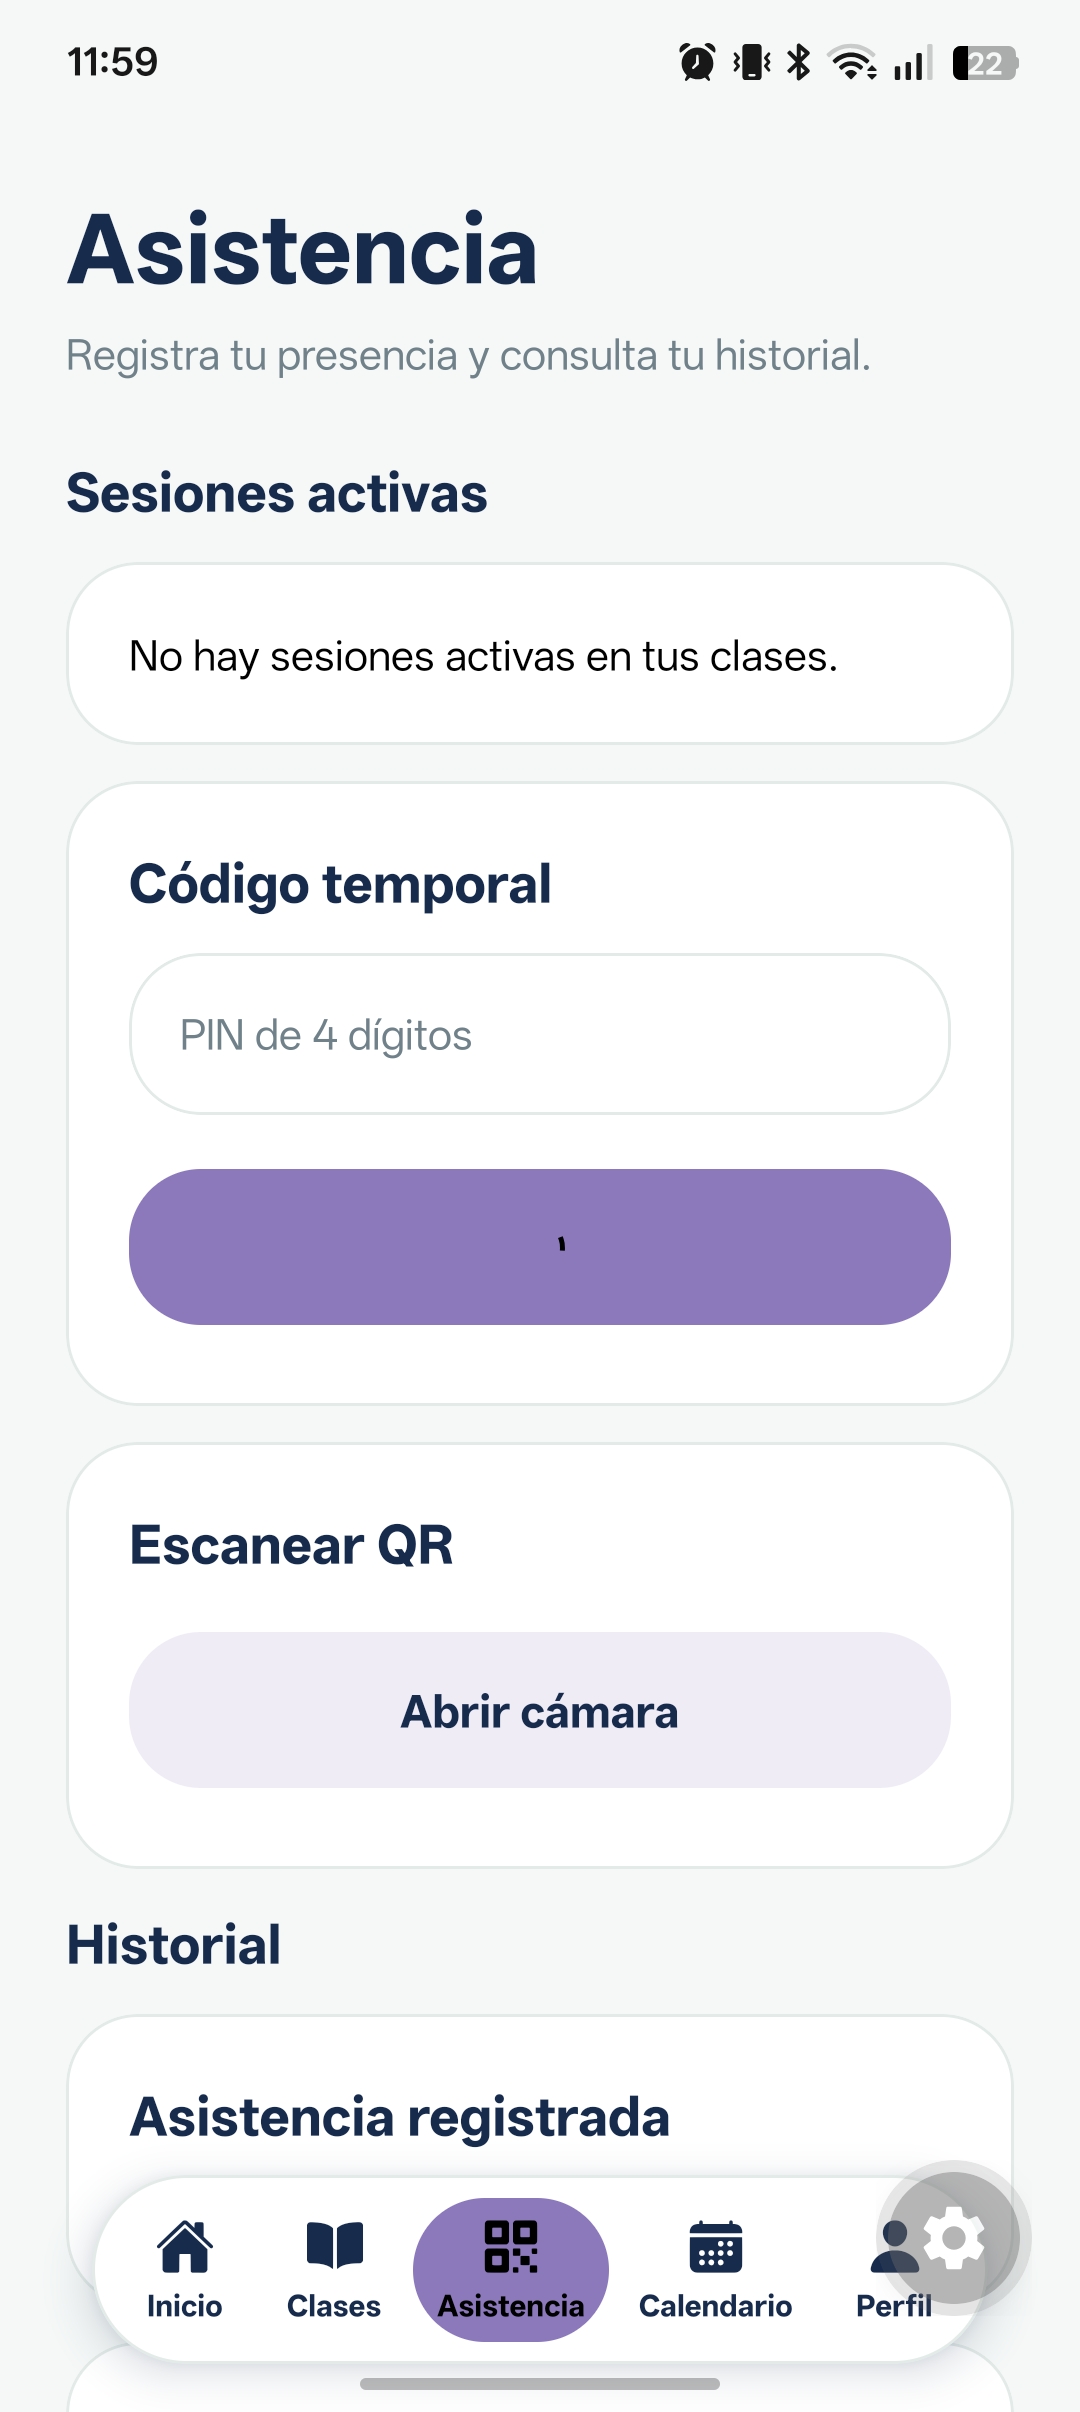 11:59
22
Asistencia
Registra tu presencia y consulta tu historial.
Sesiones activas
No hay sesiones activas en tus clases.
Código temporal
PIN de 4 dígitos
Escanear QR
Abrir cámara
Historial
Asistencia registrada
Inicio
Clases
Asistencia
Calendario
Perfil